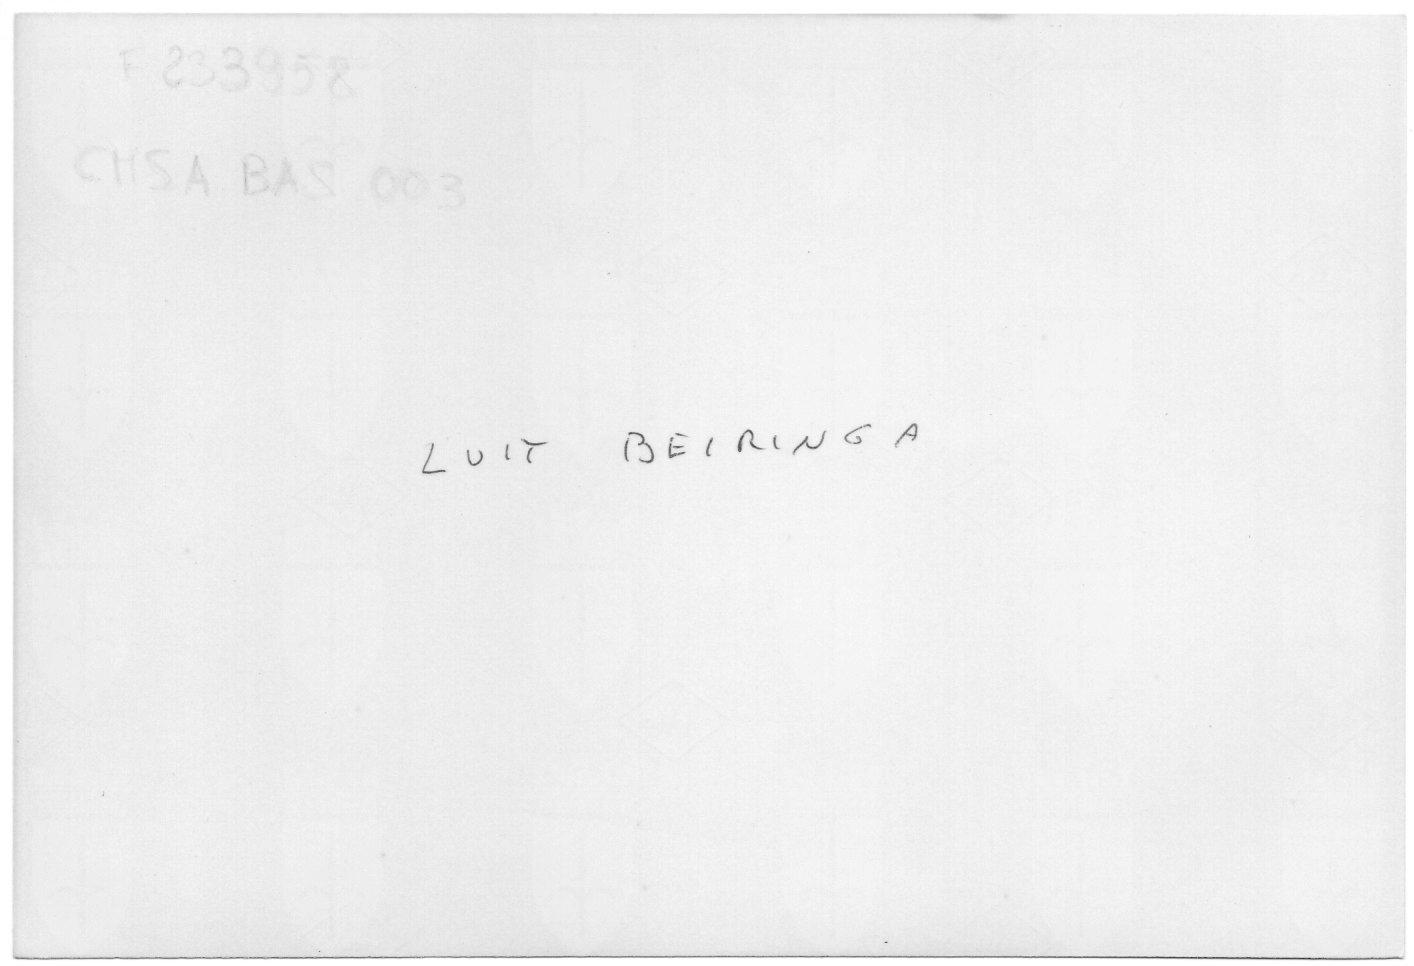 F 233958
CHSA BAS 003
LUIT BEIRINGA